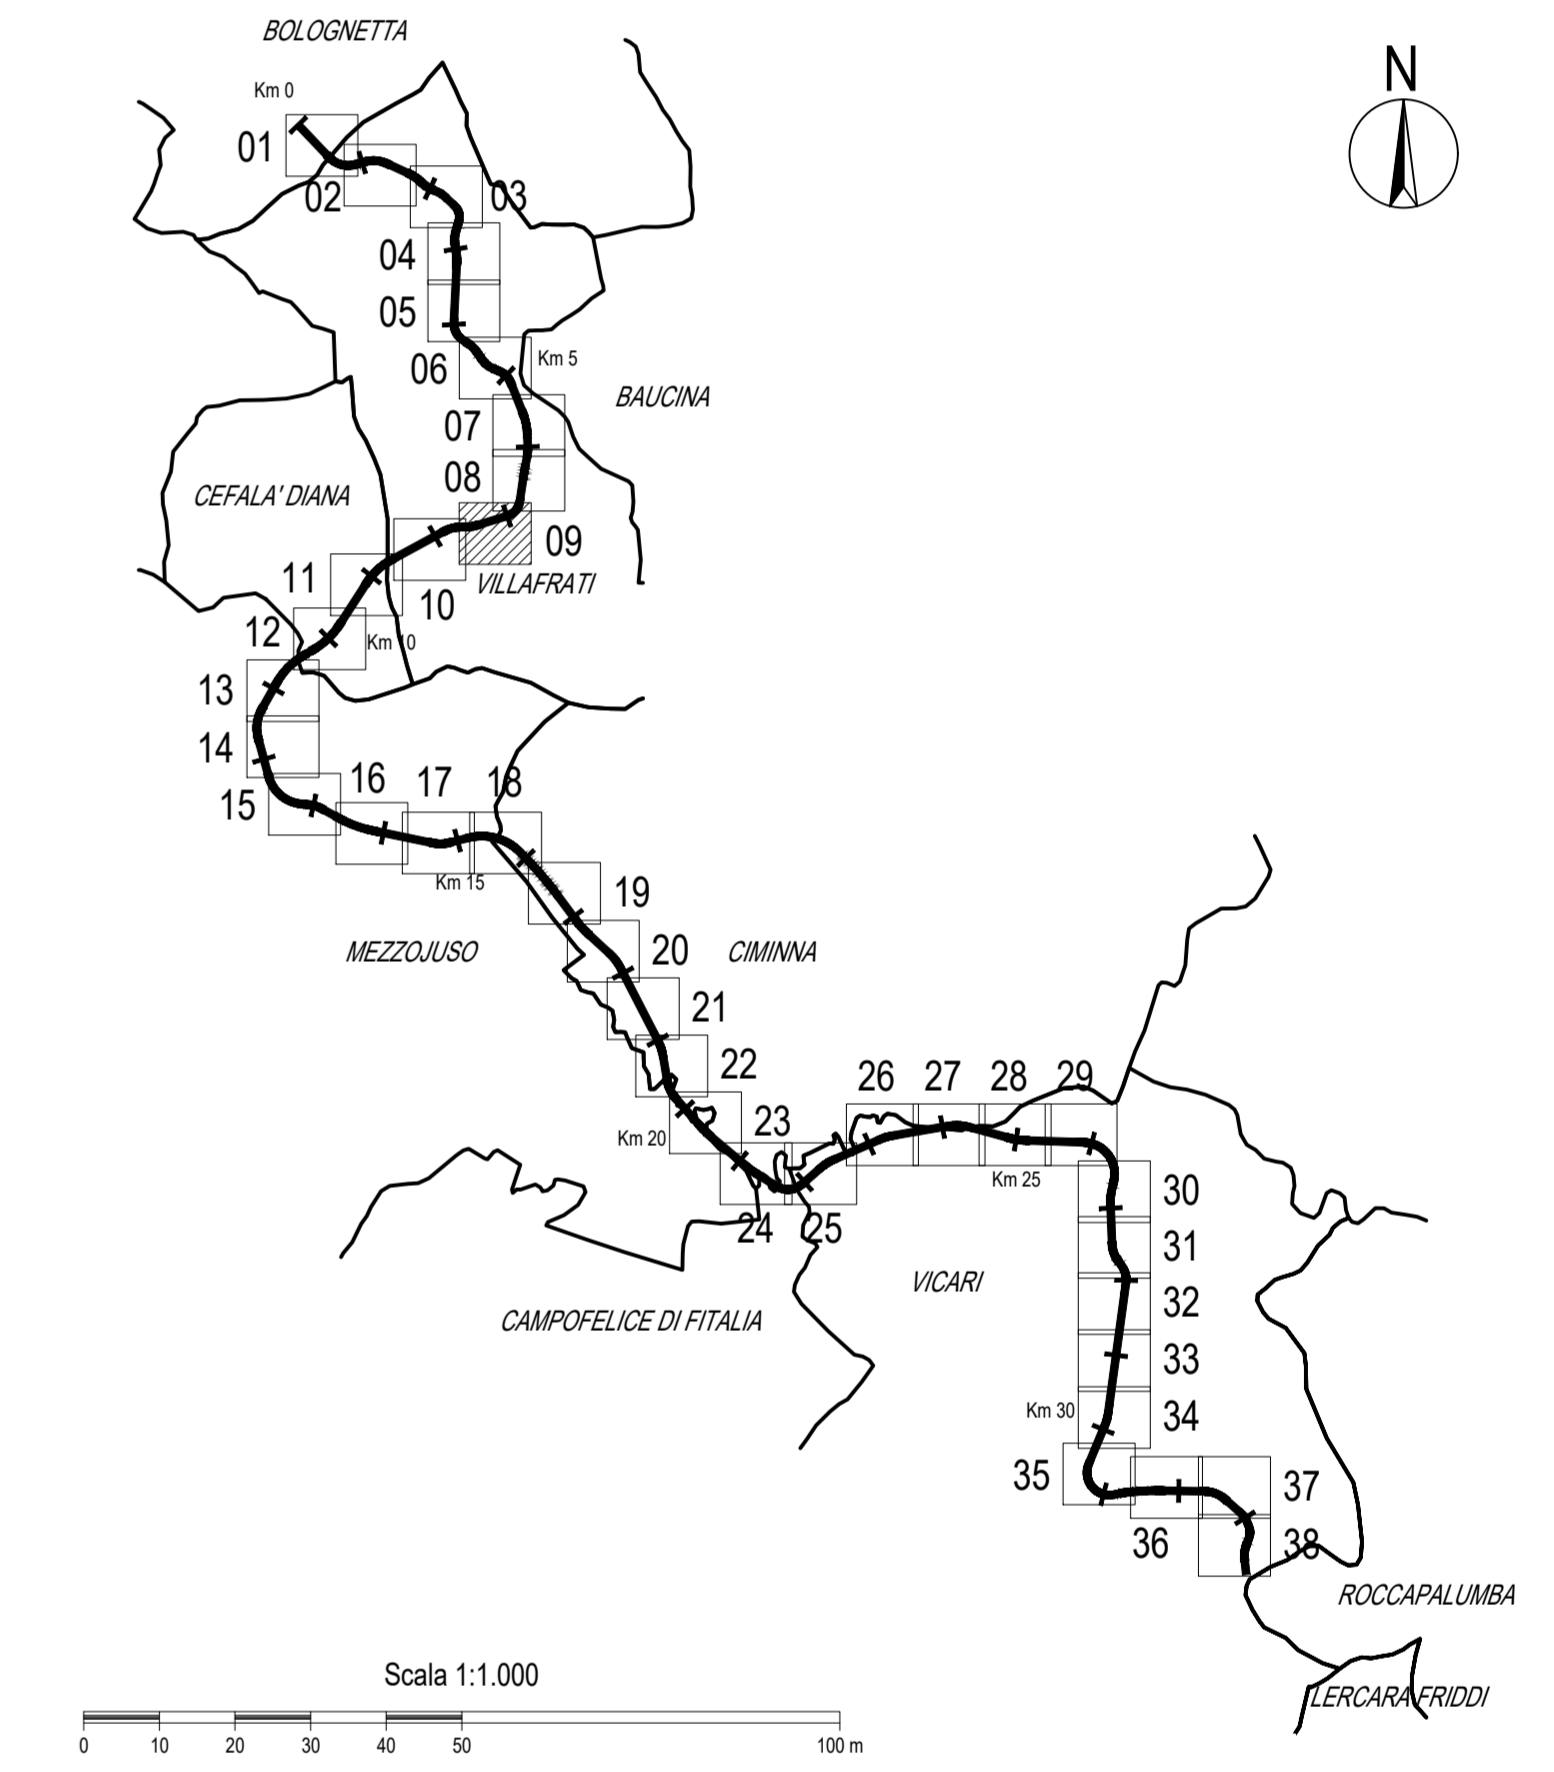 BOLOGNETTA
N
Km 0
01
02
03
04
05
06
Km 5
BAUCINA
07
08
CEFALA' DIANA
09
11
VILLAFRATI
10
12
Km 10
13
14
15
16
17
18
Km 15
19
MEZZOJUSO
20
CIMINNA
21
22
26
27
28
29
23
Km 20
Km 25
30
24
25
31
VICARI
32
CAMPOFELICE DI FITALIA
33
Km 30
34
35
37
36
38
ROCCAPALUMBA
Scala 1:1.000
LERCARA FRIDDI
0 10 20 30 40 50 100 m